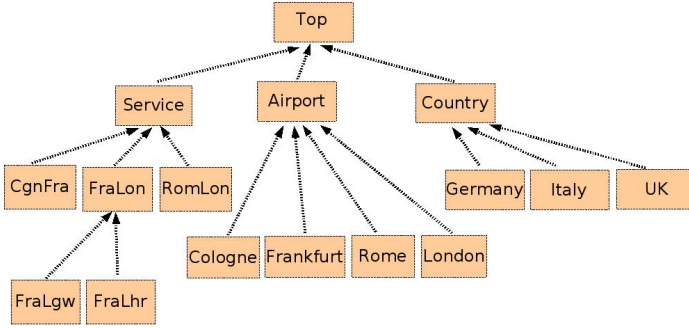 Top
Service
Airport
Country
CgnFra
FraLon
RomLon
Germany
Italy
UK
Cologne
Frankfurt
Rome
London
FraLgw
FraLhr